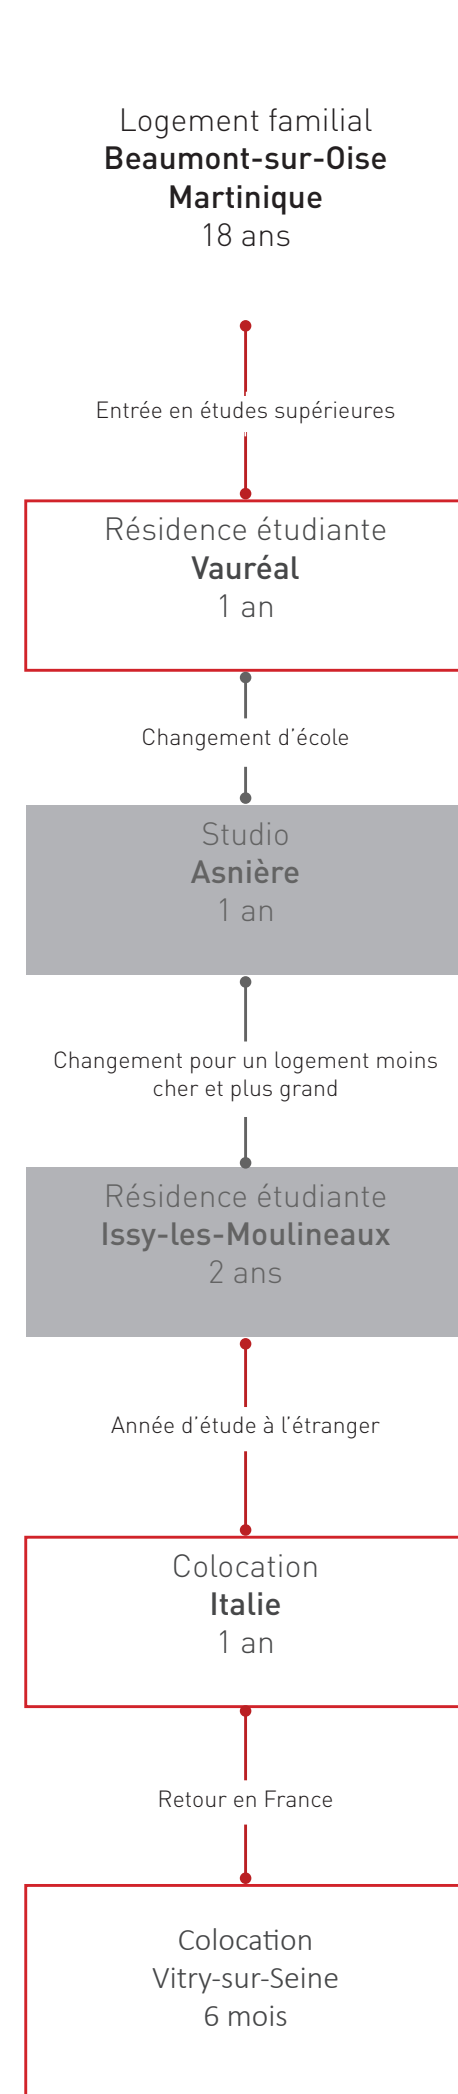 Logement familial
Beaumont-sur-Oise
Martinique
18 ans
Entrée en études supérieures
Résidence étudiante
Vauréal
1 an
Changement d’école
Studio
Asnière
1 an
Changement pour un logement moins
cher et plus grand
Résidence étudiante
Issy-les-Moulineaux
2 ans
Année d’étude à l’étranger
Colocation
Italie
1 an
Retour en France
Colocation
Vitry-sur-Seine
6 mois